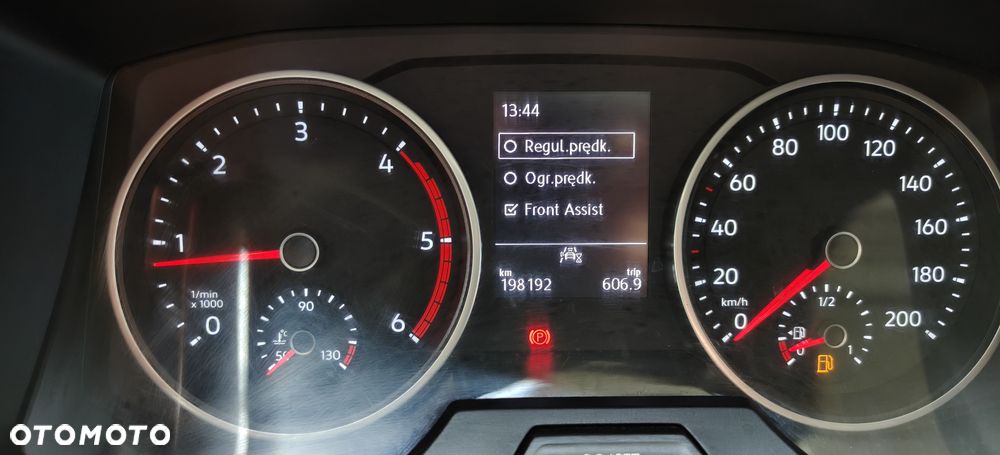 13:44
Regul.prędk.
Ogr.prędk.
Front Assist
km
trip
198192
606.9
0
1
2
3
4
5
6
1/min
x 1000
50
90
130
°C
0
20
40
60
80
100
120
140
160
180
200
km/h
0
1/2
1
(P)
OTOMOTO